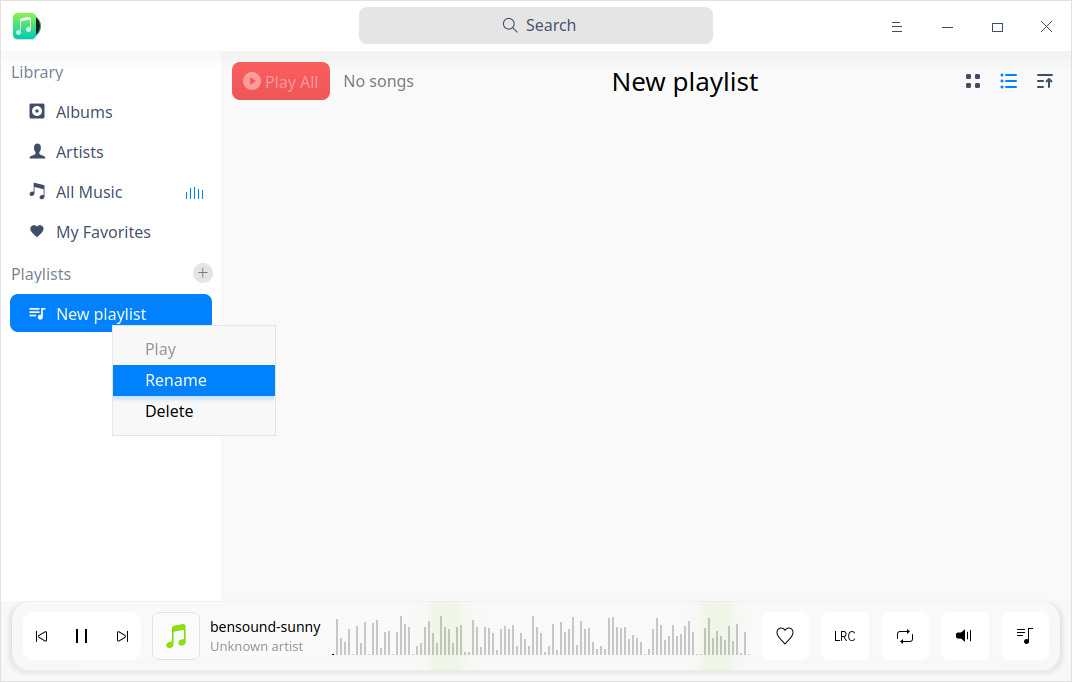 Search
Library
Albums
Artists
All Music
My Favorites
Playlists
New playlist
Play
Rename
Delete
Play All
No songs
New playlist
bensound-sunny
Unknown artist
LRC